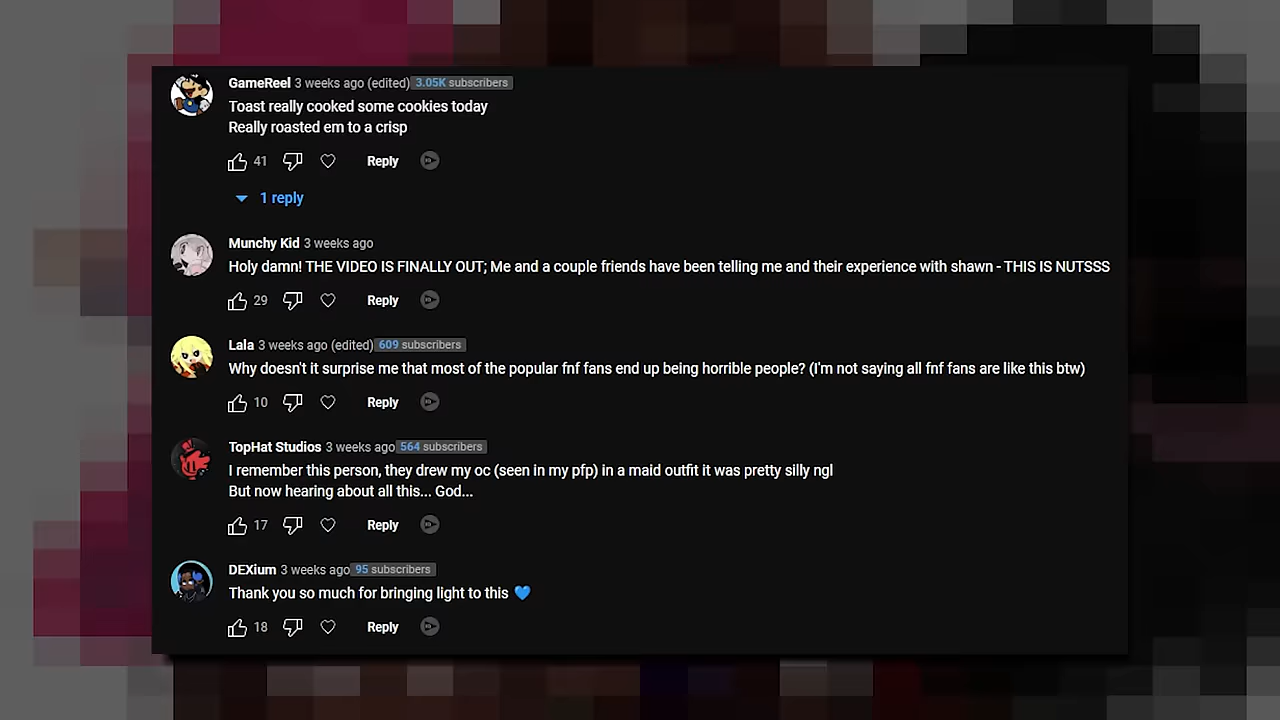 GameReel 3 weeks ago (edited) 3.05K subscribers
Toast really cooked some cookies today
Really roasted em to a crisp
41 Reply
1 reply
Munchy Kid 3 weeks ago
Holy damn! THE VIDEO IS FINALLY OUT; Me and a couple friends have been telling me and their experience with shawn - THIS IS NUTSSS
29 Reply
Lala 3 weeks ago (edited) 609 subscribers
Why doesn't it surprise me that most of the popular fnf fans end up being horrible people? (I'm not saying all fnf fans are like this btw)
10 Reply
TopHat Studios 3 weeks ago 564 subscribers
I remember this person, they drew my oc (seen in my pfp) in a maid outfit it was pretty silly ngl
But now hearing about all this... God...
17 Reply
DEXium 3 weeks ago 95 subscribers
Thank you so much for bringing light to this 💙
18 Reply